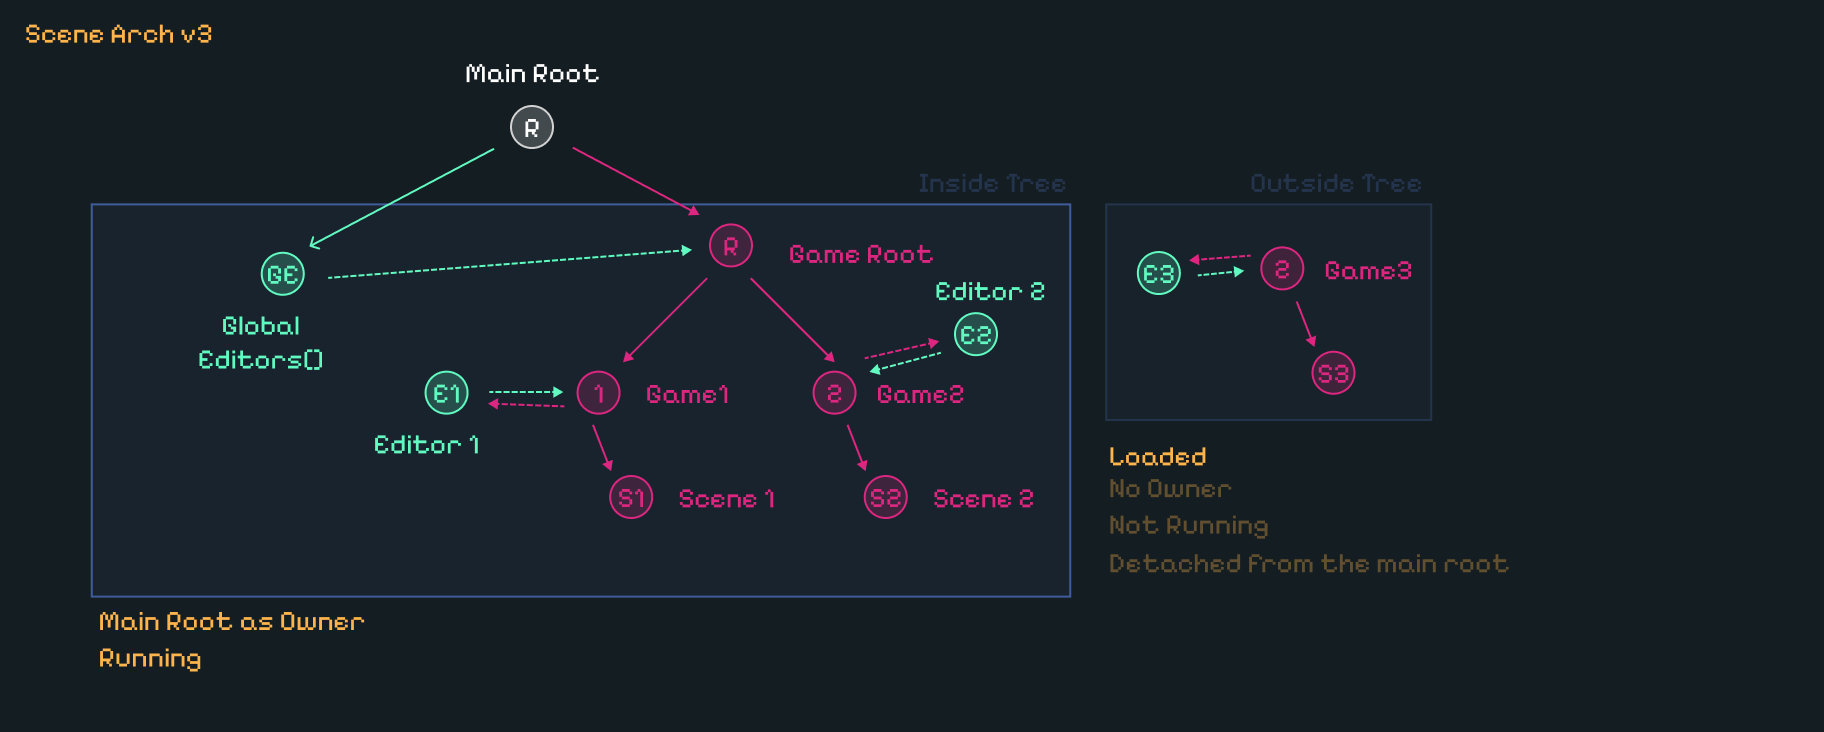 Scene Arch v3
Main Root
R
Inside Tree
Outside Tree
R
Game Root
GE
Global
Editors()
Editor 2
E2
E1
Editor 1
1
Game1
2
Game2
S1
Scene 1
S2
Scene 2
E3
2
Game3
S3
Loaded
No Owner
Not Running
Detached from the main root
Main Root as Owner
Running